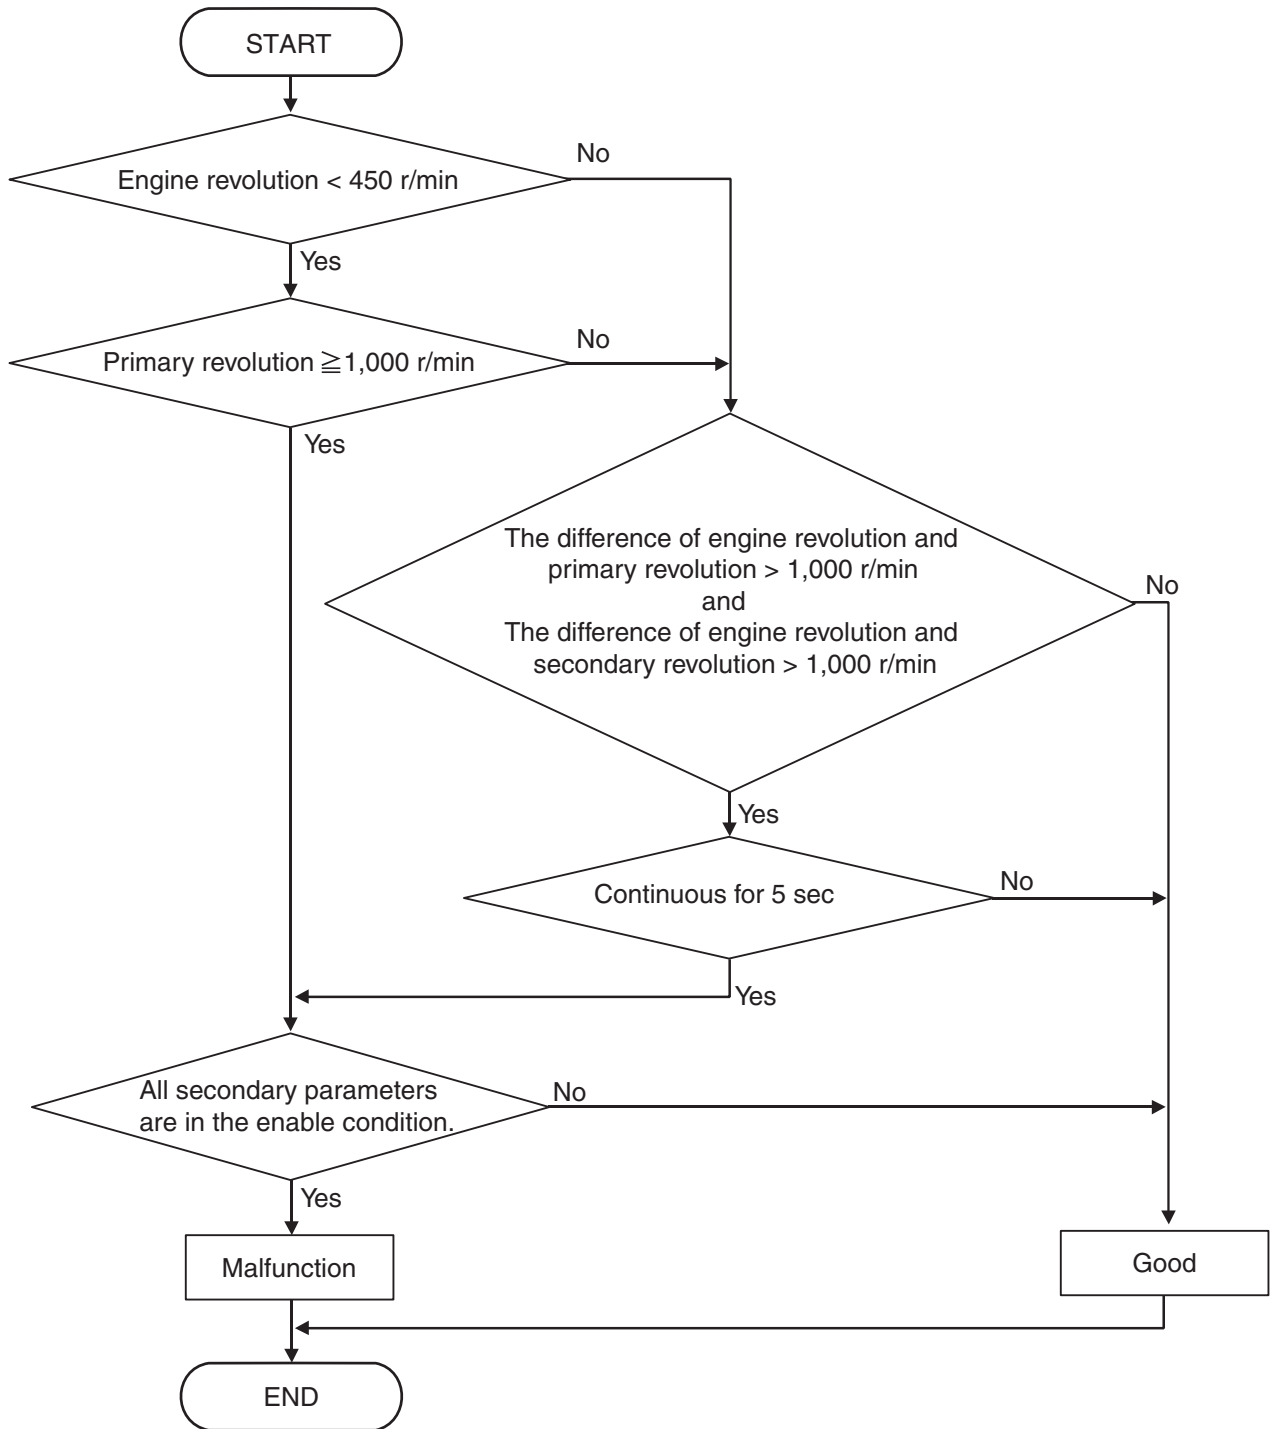 START
Engine revolution < 450 r/min
No
Yes
Primary revolution ≧1,000 r/min
No
Yes
The difference of engine revolution and
primary revolution > 1,000 r/min
and
The difference of engine revolution and
secondary revolution > 1,000 r/min
No
Yes
Continuous for 5 sec
No
Yes
All secondary parameters
are in the enable condition.
No
Yes
Malfunction
Good
END